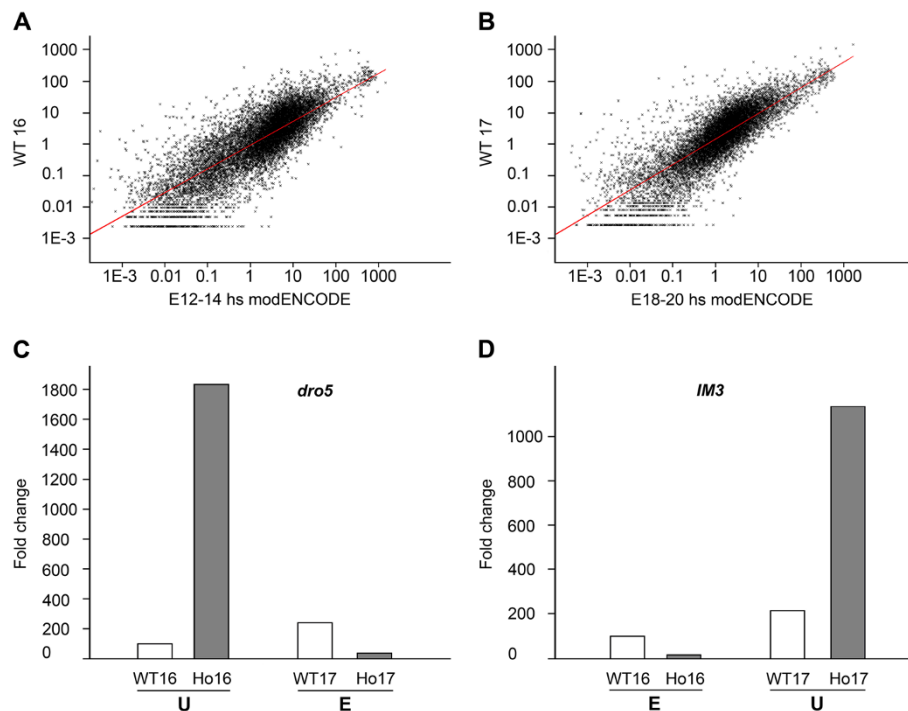 A
B
WT 16
1000
100
10
1
0.1
0.01
1E-3
1E-3 0.01 0.1 1 10 100 1000
E12-14 hs modENCODE
WT 17
1000
100
10
1
0.1
0.01
1E-3
1E-3 0.01 0.1 1 10 100 1000
E18-20 hs modENCODE
C
dro5
Fold change
1800
1600
1400
1200
1000
800
600
400
200
0
WT16 Ho16 WT17 Ho17
U E
D
IM3
Fold change
1000
800
600
400
200
0
WT16 Ho16 WT17 Ho17
E U